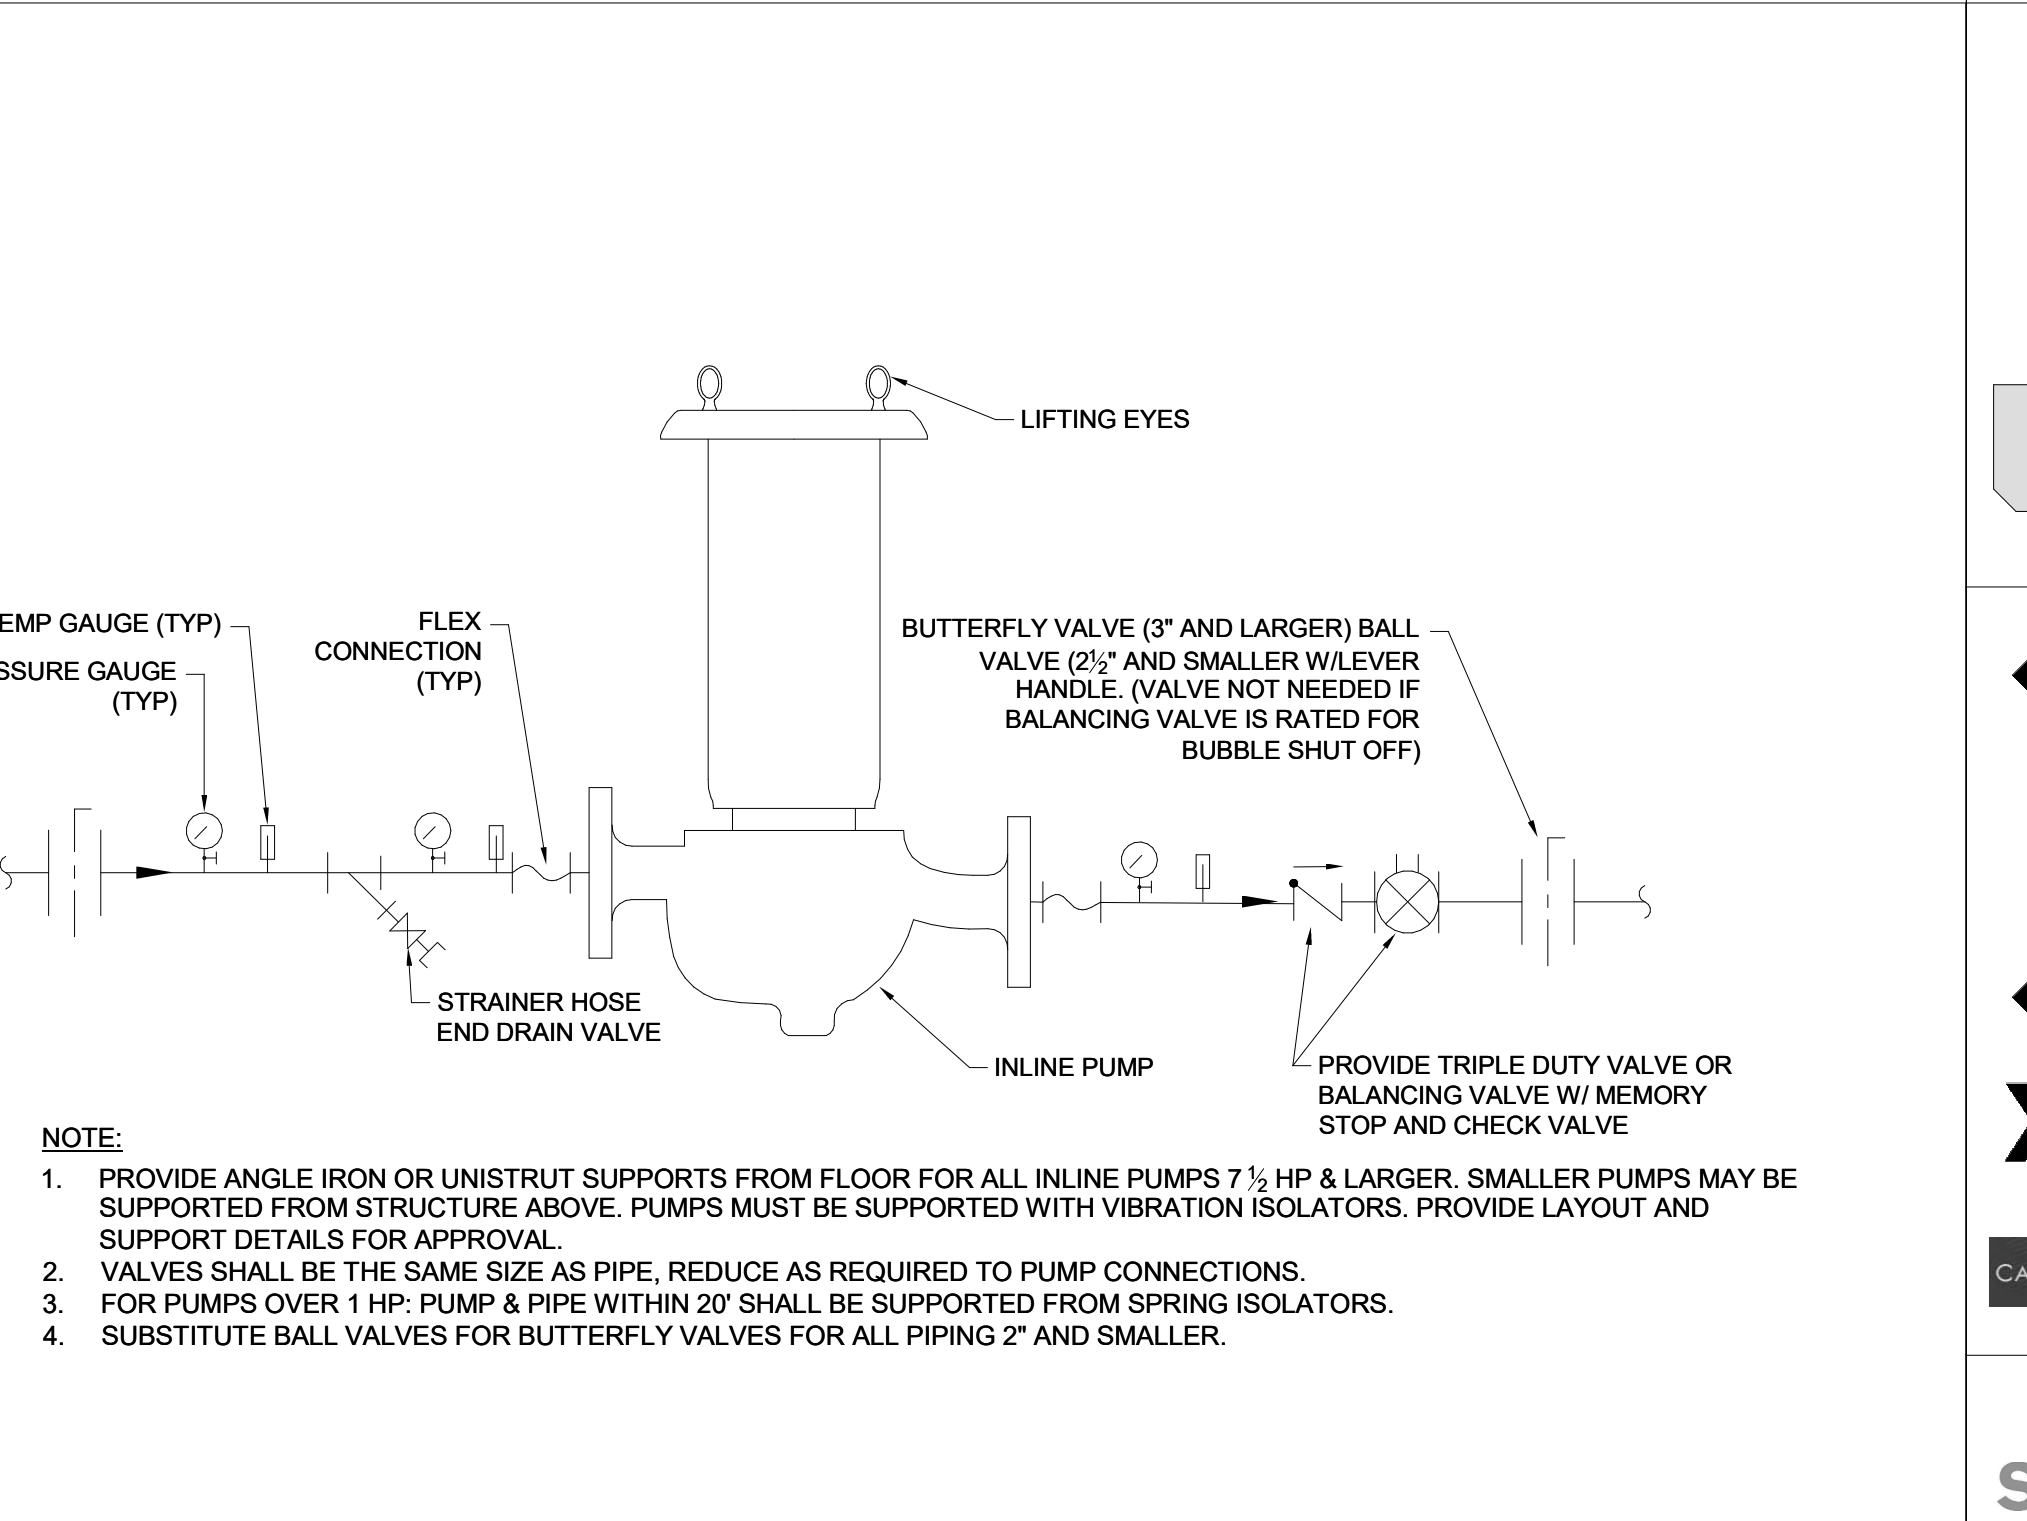 LIFTING EYES
EMP GAUGE (TYP)
SSURE GAUGE
(TYP)
FLEX
CONNECTION
(TYP)
BUTTERFLY VALVE (3" AND LARGER) BALL
VALVE (2½" AND SMALLER W/LEVER
HANDLE. (VALVE NOT NEEDED IF
BALANCING VALVE IS RATED FOR
BUBBLE SHUT OFF)
STRAINER HOSE
END DRAIN VALVE
INLINE PUMP
PROVIDE TRIPLE DUTY VALVE OR
BALANCING VALVE W/ MEMORY
STOP AND CHECK VALVE
NOTE:
1. PROVIDE ANGLE IRON OR UNISTRUT SUPPORTS FROM FLOOR FOR ALL INLINE PUMPS 7 ½ HP & LARGER. SMALLER PUMPS MAY BE
SUPPORTED FROM STRUCTURE ABOVE. PUMPS MUST BE SUPPORTED WITH VIBRATION ISOLATORS. PROVIDE LAYOUT AND
SUPPORT DETAILS FOR APPROVAL.
2. VALVES SHALL BE THE SAME SIZE AS PIPE, REDUCE AS REQUIRED TO PUMP CONNECTIONS.
3. FOR PUMPS OVER 1 HP: PUMP & PIPE WITHIN 20' SHALL BE SUPPORTED FROM SPRING ISOLATORS.
4. SUBSTITUTE BALL VALVES FOR BUTTERFLY VALVES FOR ALL PIPING 2" AND SMALLER.
CA
S